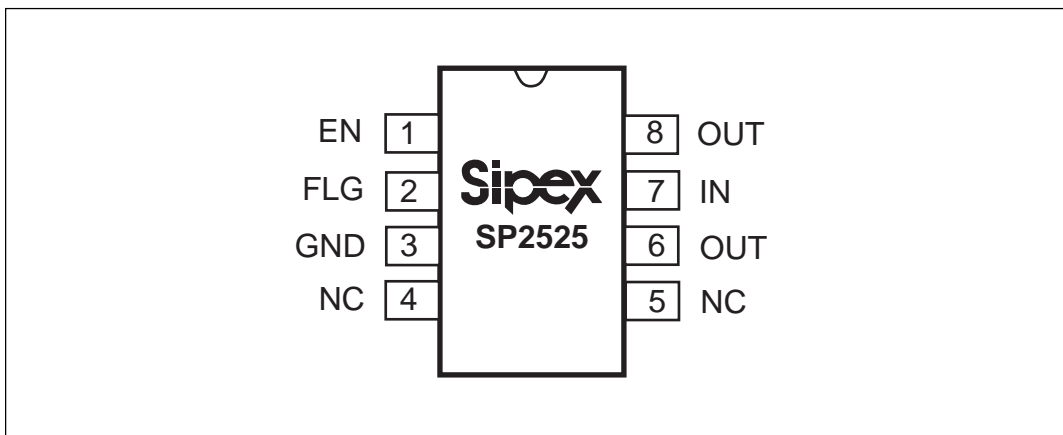 EN 1 8 OUT
FLG 2 Sipex 7 IN
GND 3 SP2525 6 OUT
NC 4 5 NC